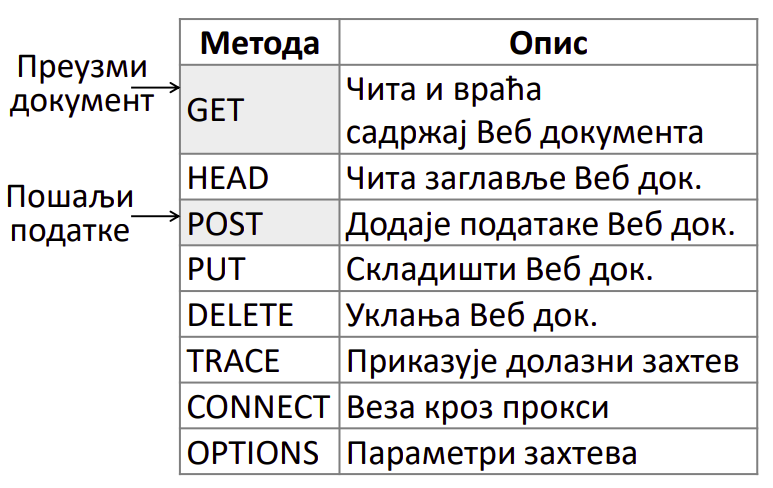 Метода Опис
Преузми
документ
GET Чита и враћа
садржај Веб документа
HEAD Чита заглавље Веб док.
Пошаљи
податке
POST Додаје податаке Веб док.
PUT Складишти Веб док.
DELETE Уклања Веб док.
TRACE Приказује долазни захтев
CONNECT Веза кроз прокси
OPTIONS Параметри захтева